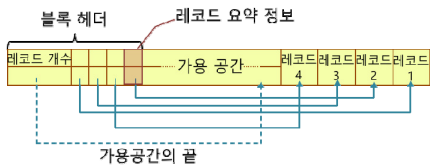 블록 헤더
레코드 요약 정보
레코드 개수
가용 공간
레코드
4
레코드
3
레코드
2
레코드
1
가용공간의 끝